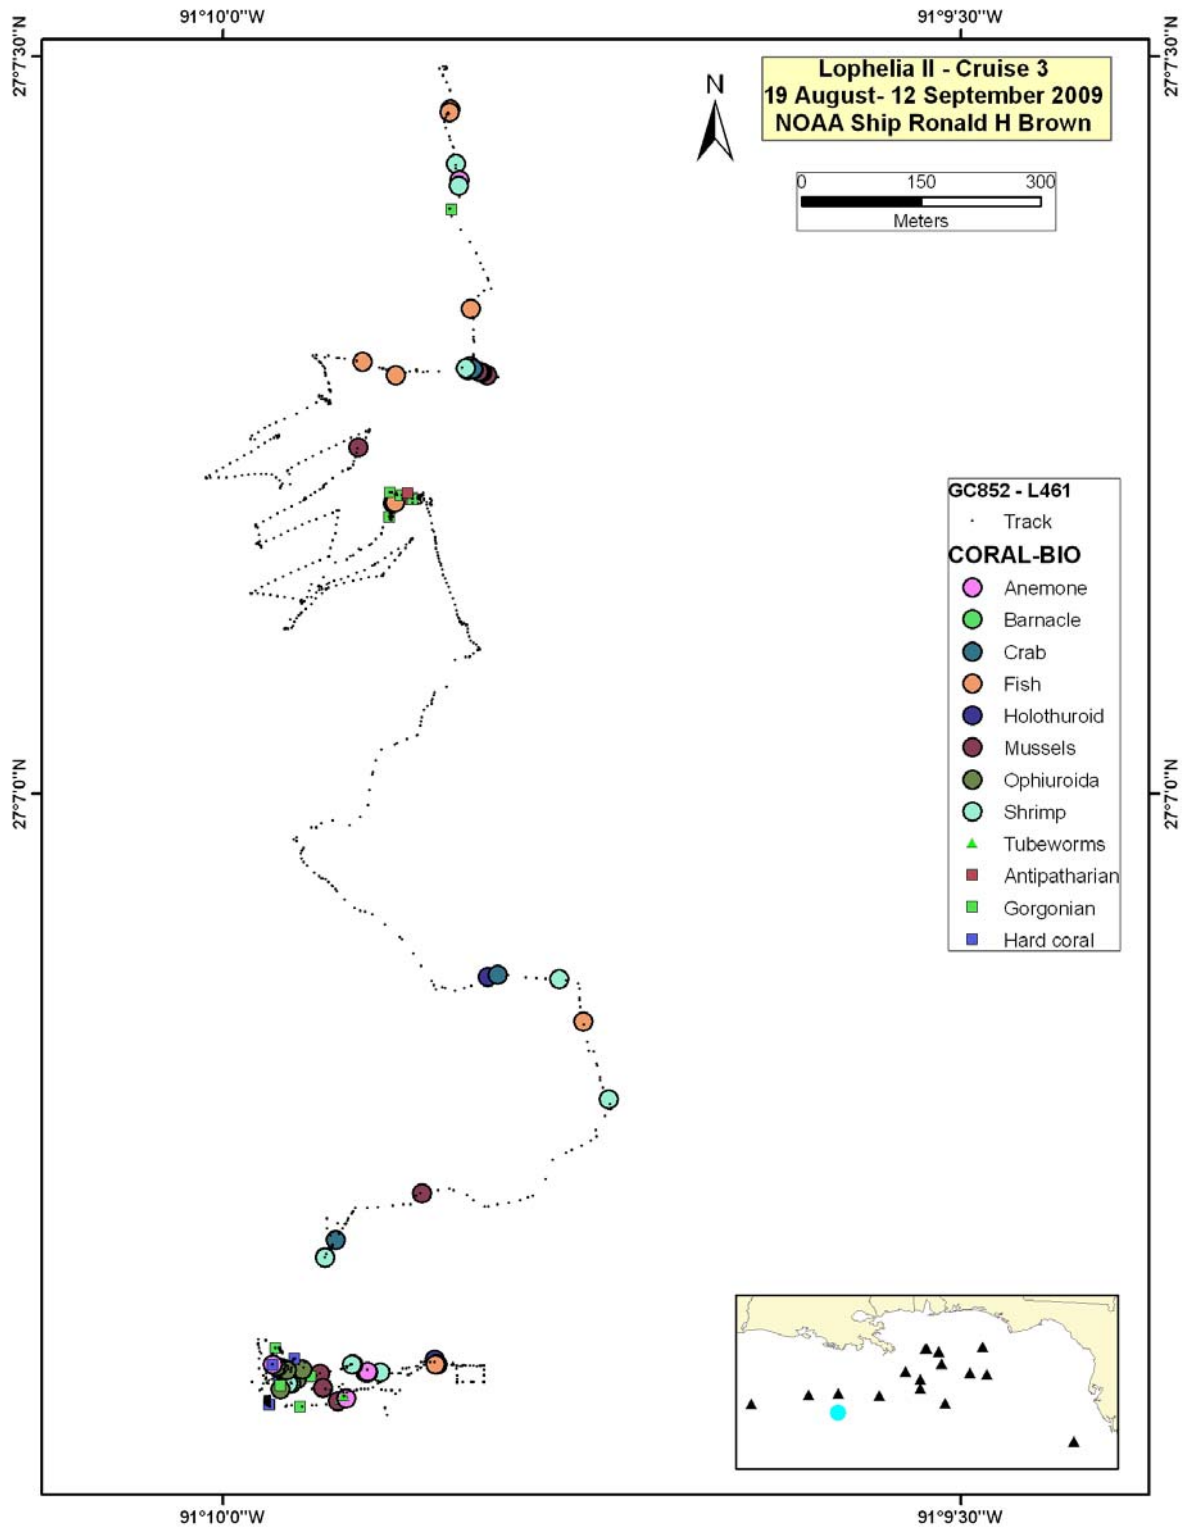 91°10'0"W
91°9'30"W
27°7'30"N
27°7'30"N
Lophelia II - Cruise 3
19 August- 12 September 2009
NOAA Ship Ronald H Brown
N
0 150 300
Meters
GC852 - L461
Track
CORAL-BIO
Anemone
Barnacle
Crab
Fish
Holothuroid
Mussels
Ophiuroida
Shrimp
Tubeworms
Antipatharian
Gorgonian
Hard coral
27°7'0"N
27°7'0"N
91°10'0"W
91°9'30"W